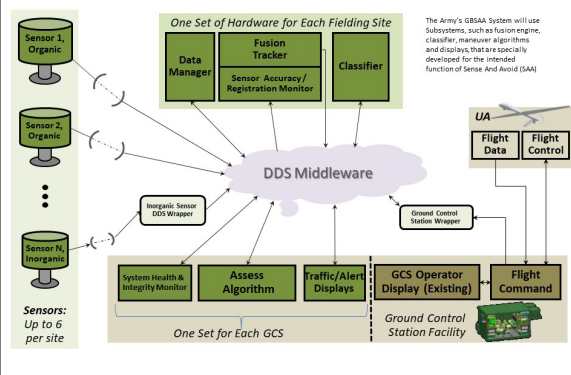 One Set of Hardware for Each Fielding Site
Data
Manager
Fusion
Tracker
Sensor Accuracy /
Registration Monitor
Classifier
The Army's GBSAA System will use
Subsystems, such as fusion engine,
classifier, maneuver algorithms
and displays, that are specially
developed for the intended
function of Sense And Avoid (SAA)
Sensor 1,
Organic
Sensor 2,
Organic
Sensor N,
Inorganic
Sensors:
Up to 6
per site
UA
Flight
Data
Flight
Control
DDS Middleware
Inorganic Sensor
DDS Wrapper
Ground Control
Station Wrapper
System Health &
Integrity Monitor
Assess
Algorithm
Traffic/Alert
Displays
GCS Operator
Display (Existing)
Flight
Command
One Set for Each GCS
Ground Control
Station Facility